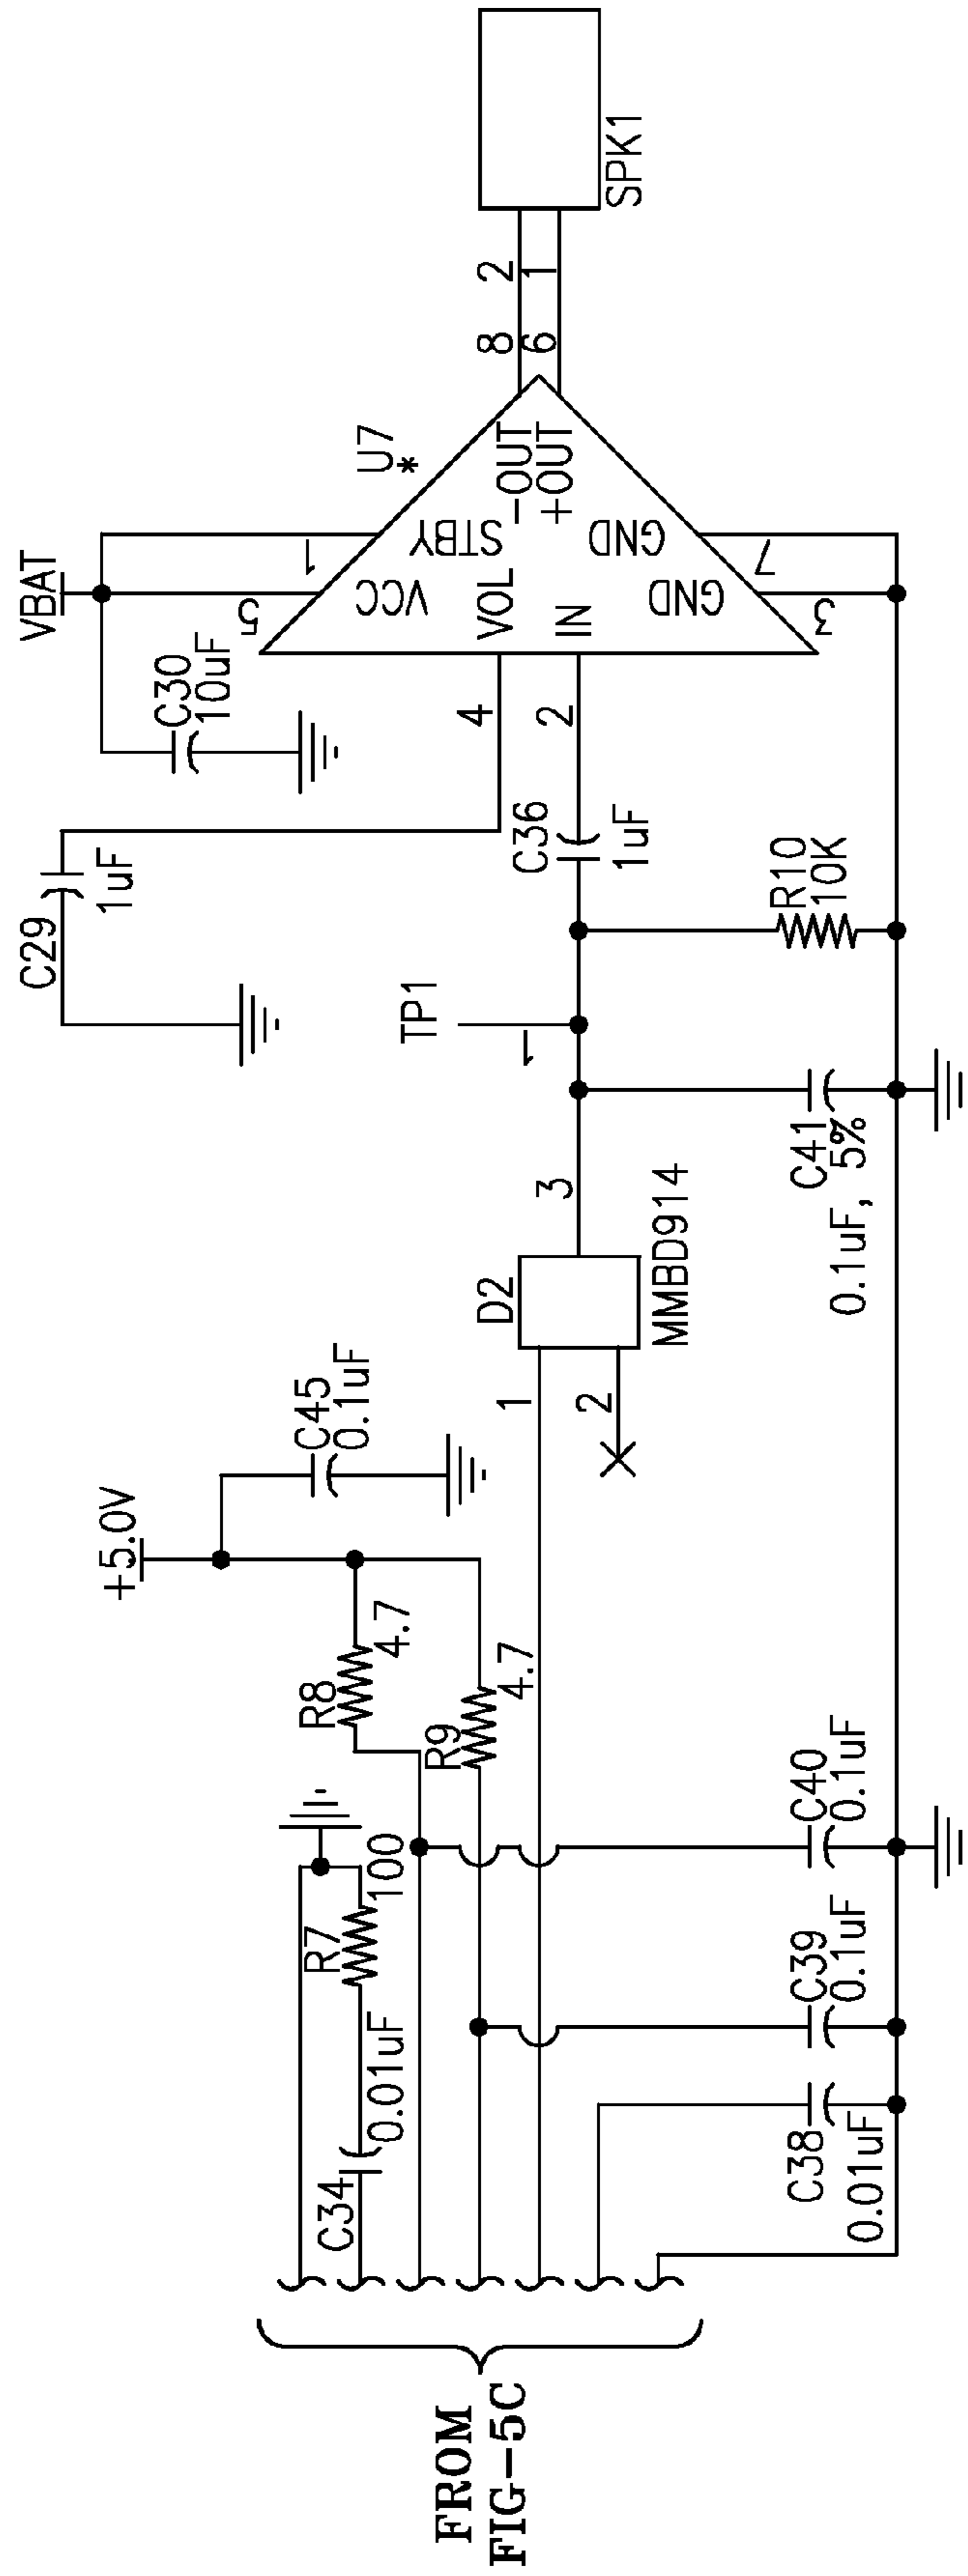 FROM
FIG-5C
C34
0.01uF
R7
100
R8
4.7
R9
4.7
+5.0V
C45
0.1uF
C38
0.01uF
C39
0.1uF
C40
0.1uF
1
2
D2
3
MMBD914
C41
0.1uF, 5%
TP1
1
R10
10K
C29
1uF
C36
1uF
C30
10uF
VBAT
4
2
5
1
VCC
STBY
VOL
IN
-OUT
+OUT
GND
GND
3
7
U7
*
8
6
2
1
SPK1